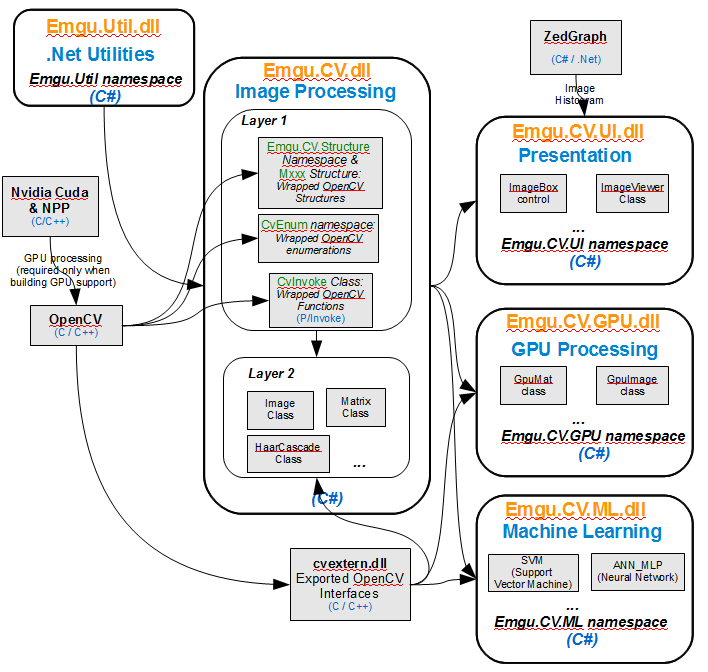 Emgu.Util.dll
.Net Utilities
Emgu.Util namespace
(C#)
ZedGraph
(C# / .Net)
Image
Histogram
Emgu.CV.dll
Image Processing
Layer 1
Emgu.CV.Structure
Namespace &
Mxxx Structure:
Wrapped OpenCV
Structures
CvEnum namespace:
Wrapped OpenCV
enumerations
CvInvoke Class:
Wrapped OpenCV
Functions
(P/Invoke)
Layer 2
Image
Class
Matrix
Class
HaarCascade
Class
...
(C#)
Nvidia Cuda
& NPP
(C/C++)
GPU processing
(required only when
building GPU support)
OpenCV
(C / C++)
cvextern.dll
Exported OpenCV
Interfaces
(C / C++)
Emgu.CV.UI.dll
Presentation
ImageBox
control
ImageViewer
Class
...
Emgu.CV.UI namespace
(C#)
Emgu.CV.GPU.dll
GPU Processing
GpuMat
class
GpuImage
class
...
Emgu.CV.GPU namespace
(C#)
Emgu.CV.ML.dll
Machine Learning
SVM
(Support
Vector Machine)
ANN_MLP
(Neural Network)
...
Emgu.CV.ML namespace
(C#)